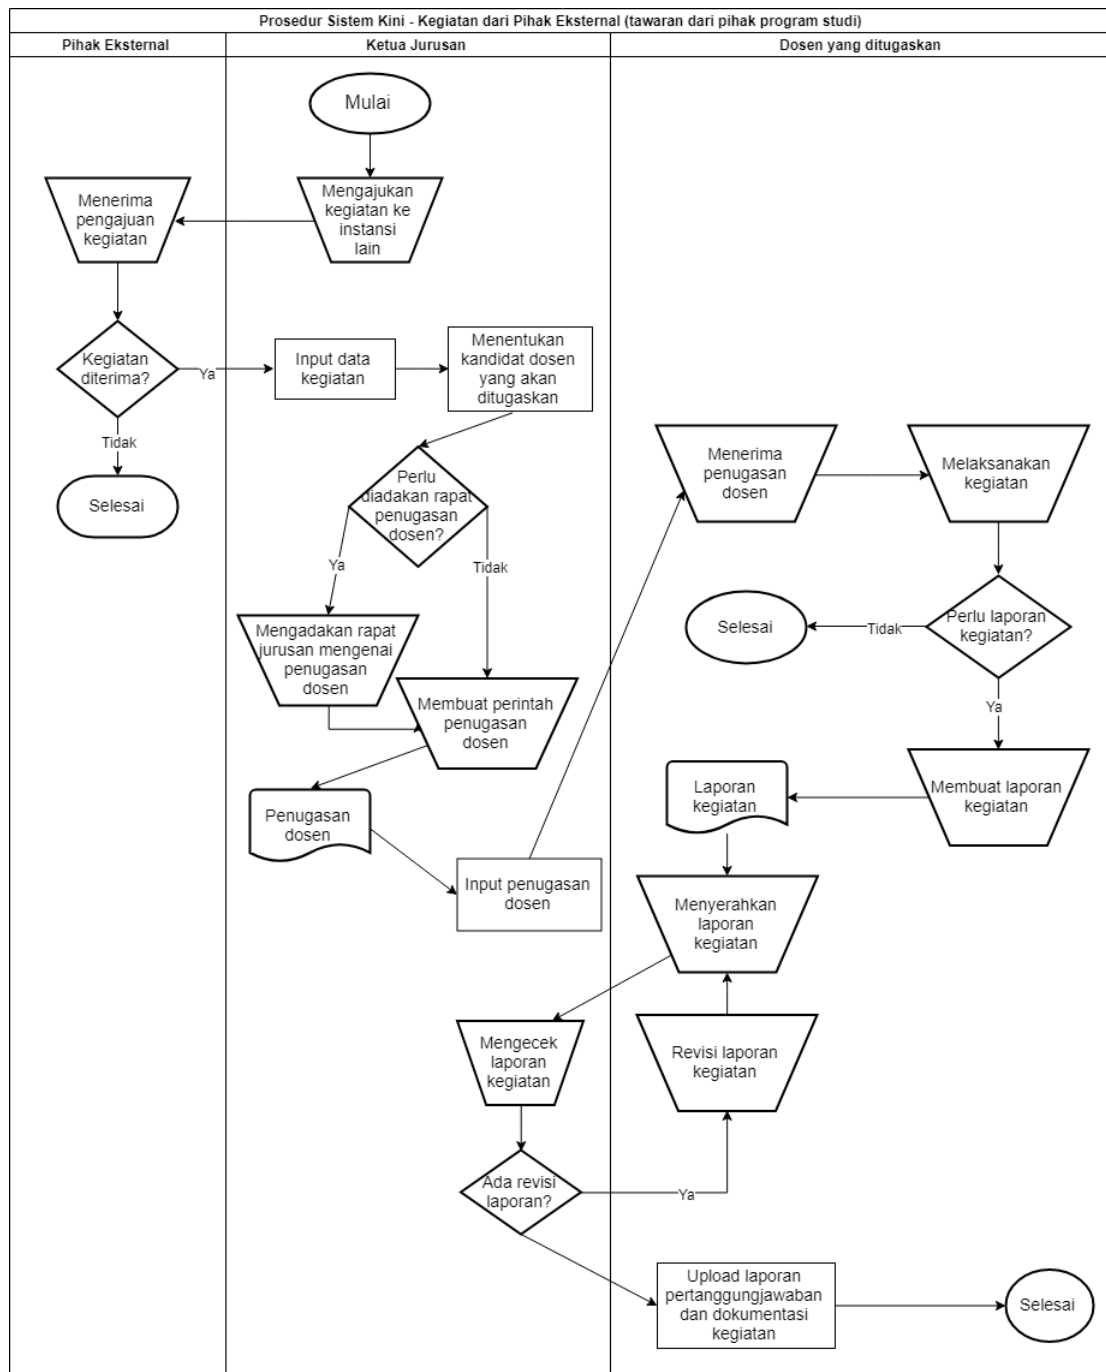 Prosedur Sistem Kini - Kegiatan dari Pihak Eksternal (tawaran dari pihak program studi)
Pihak Eksternal
Ketua Jurusan
Dosen yang ditugaskan
Mulai
Mengajukan
kegiatan ke
instansi
lain
Menerima
pengajuan
kegiatan
Kegiatan
diterima?
Ya
Tidak
Selesai
Input data
kegiatan
Menentukan
kandidat dosen
yang akan
ditugaskan
Perlu
diadakan rapat
penugasan
dosen?
Ya
Tidak
Mengadakan rapat
jurusan mengenai
penugasan
dosen
Membuat perintah
penugasan
dosen
Penugasan
dosen
Input penugasan
dosen
Menerima
penugasan
dosen
Melaksanakan
kegiatan
Perlu laporan
kegiatan?
Tidak
Selesai
Ya
Membuat laporan
kegiatan
Laporan
kegiatan
Menyerahkan
laporan
kegiatan
Mengecek
laporan
kegiatan
Ada revisi
laporan?
Ya
Revisi laporan
kegiatan
Upload laporan
pertanggungjawaban
dan dokumentasi
kegiatan
Selesai